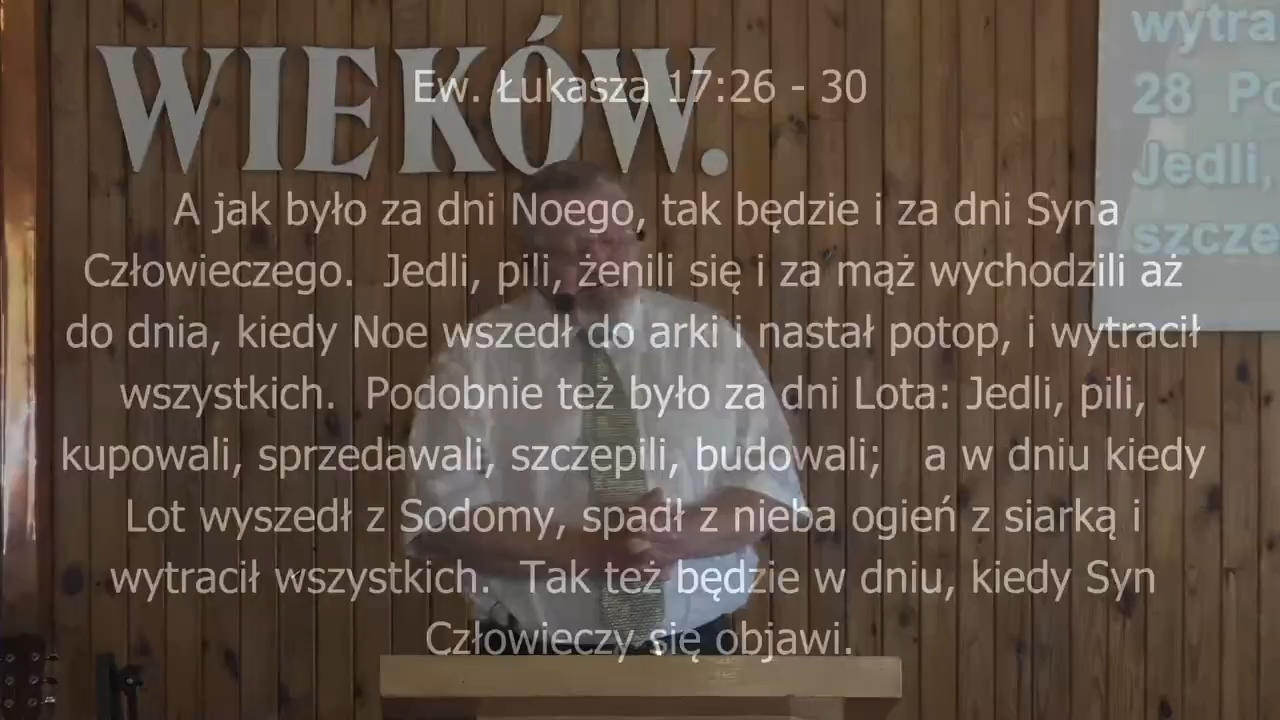 WIEKÓW.
Ew. Łukasza 17:26 - 30
A jak było za dni Noego, tak będzie i za dni Syna
Człowieczego.  Jedli, pili, żenili się i za mąż wychodzili aż
do dnia, kiedy Noe wszedł do arki i nastał potop, i wytracił
wszystkich.  Podobnie też było za dni Lota: Jedli, pili,
kupowali, sprzedawali, szczepili, budowali;   a w dniu kiedy
Lot wyszedł z Sodomy, spadł z nieba ogień z siarką i
wytracił wszystkich.  Tak też będzie w dniu, kiedy Syn
Człowieczy się objawi.
wytra
28 Po
Jedli,
szcze